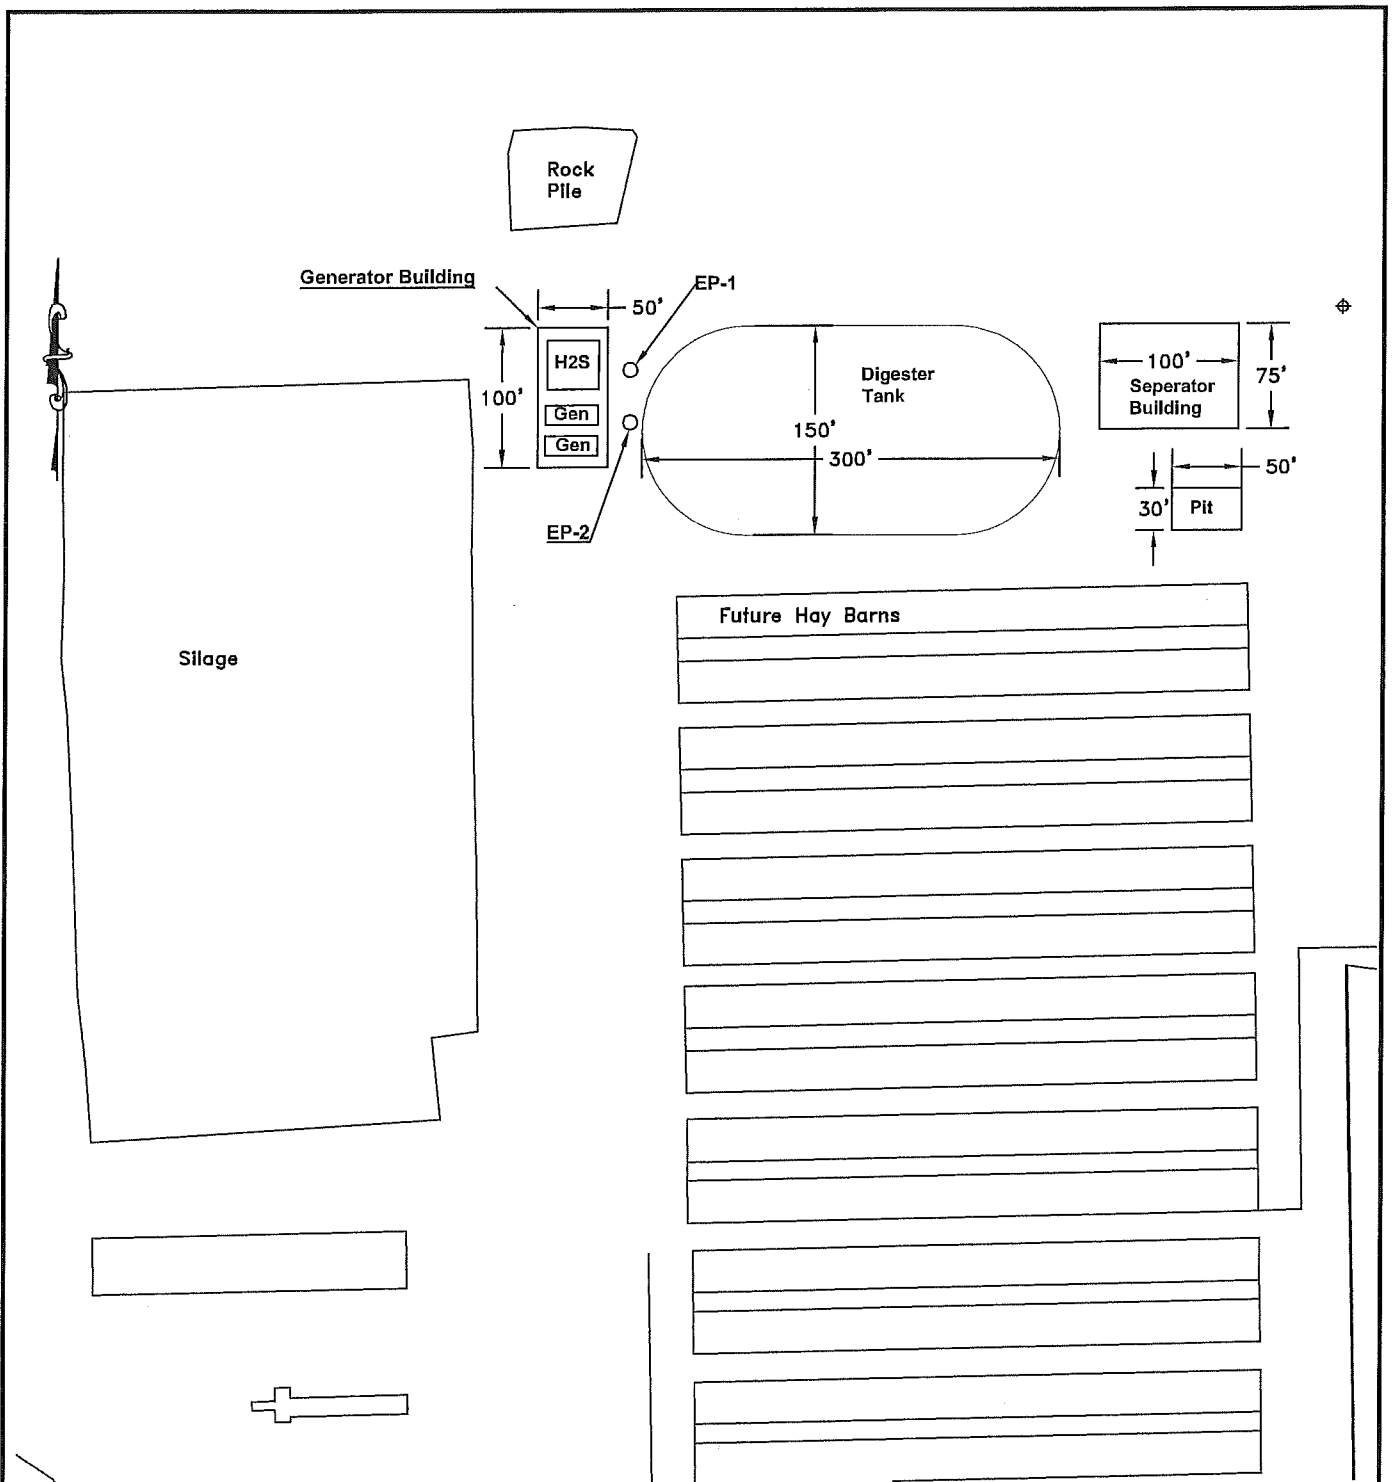 Rock
Pile
Generator Building
50'
EP-1
H2S
100'
Gen
Gen
EP-2
Digester
Tank
150'
300'
100'
75'
Seperator
Building
50'
30'
Pit
Future Hay Barns
Silage